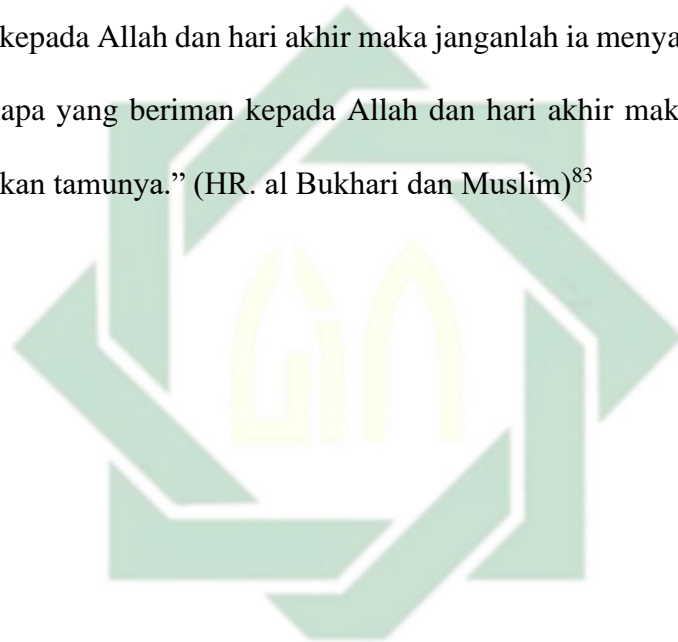 kepada Allah dan hari akhir maka janganlah ia menya
apa yang beriman kepada Allah dan hari akhir mak
kan tamunya.” (HR. al Bukhari dan Muslim)83